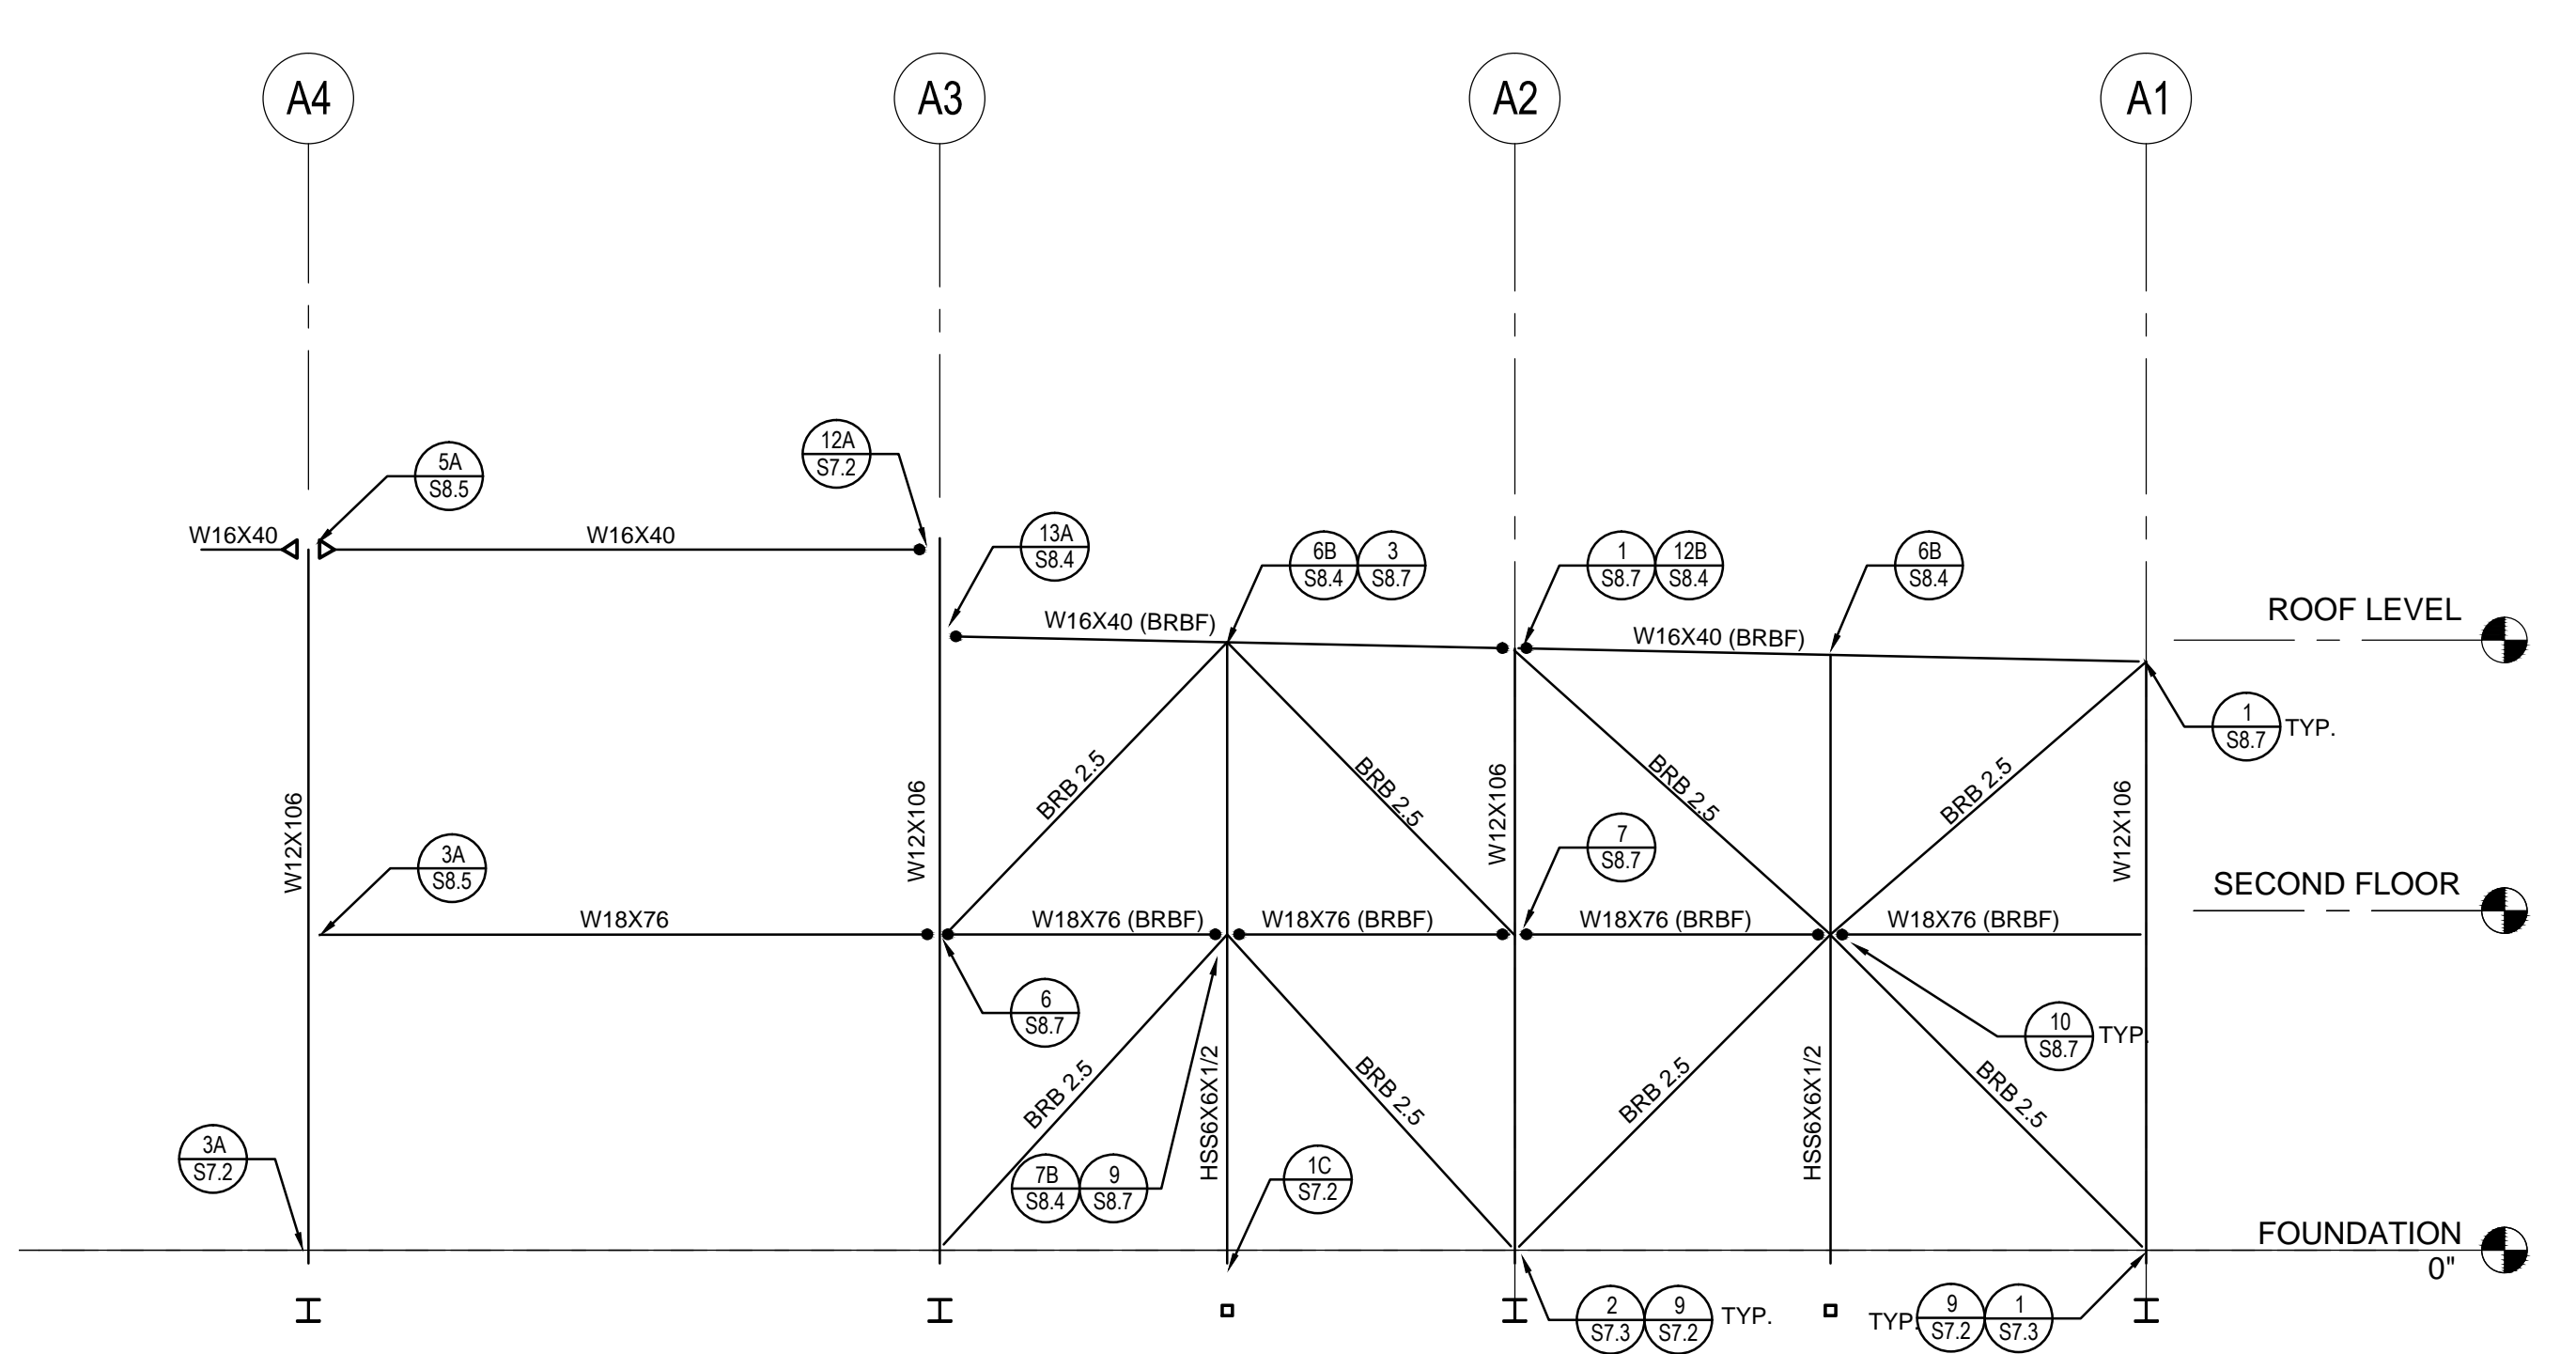 A4
A3
A2
A1
5A
S8.5
12A
S7.2
W16X40
W16X40
13A
S8.4
6B
S8.4
3
S8.7
1
S8.7
12B
S8.4
6B
S8.4
ROOF LEVEL
W16X40 (BRBF)
W16X40 (BRBF)
1
S8.7
TYP.
BRB 2.5
BRB 2.5
BRB 2.5
BRB 2.5
W12X106
W12X106
W12X106
W12X106
3A
S8.5
7
S8.7
SECOND FLOOR
W18X76
W18X76 (BRBF)
W18X76 (BRBF)
W18X76 (BRBF)
W18X76 (BRBF)
6
S8.7
10
S8.7
TYP.
BRB 2.5
BRB 2.5
BRB 2.5
BRB 2.5
HSS6X6X1/2
HSS6X6X1/2
3A
S7.2
7B
S8.4
9
S8.7
1C
S7.2
FOUNDATION
0"
2
S7.3
9
S7.2
TYP.
TYP.
9
S7.2
1
S7.3